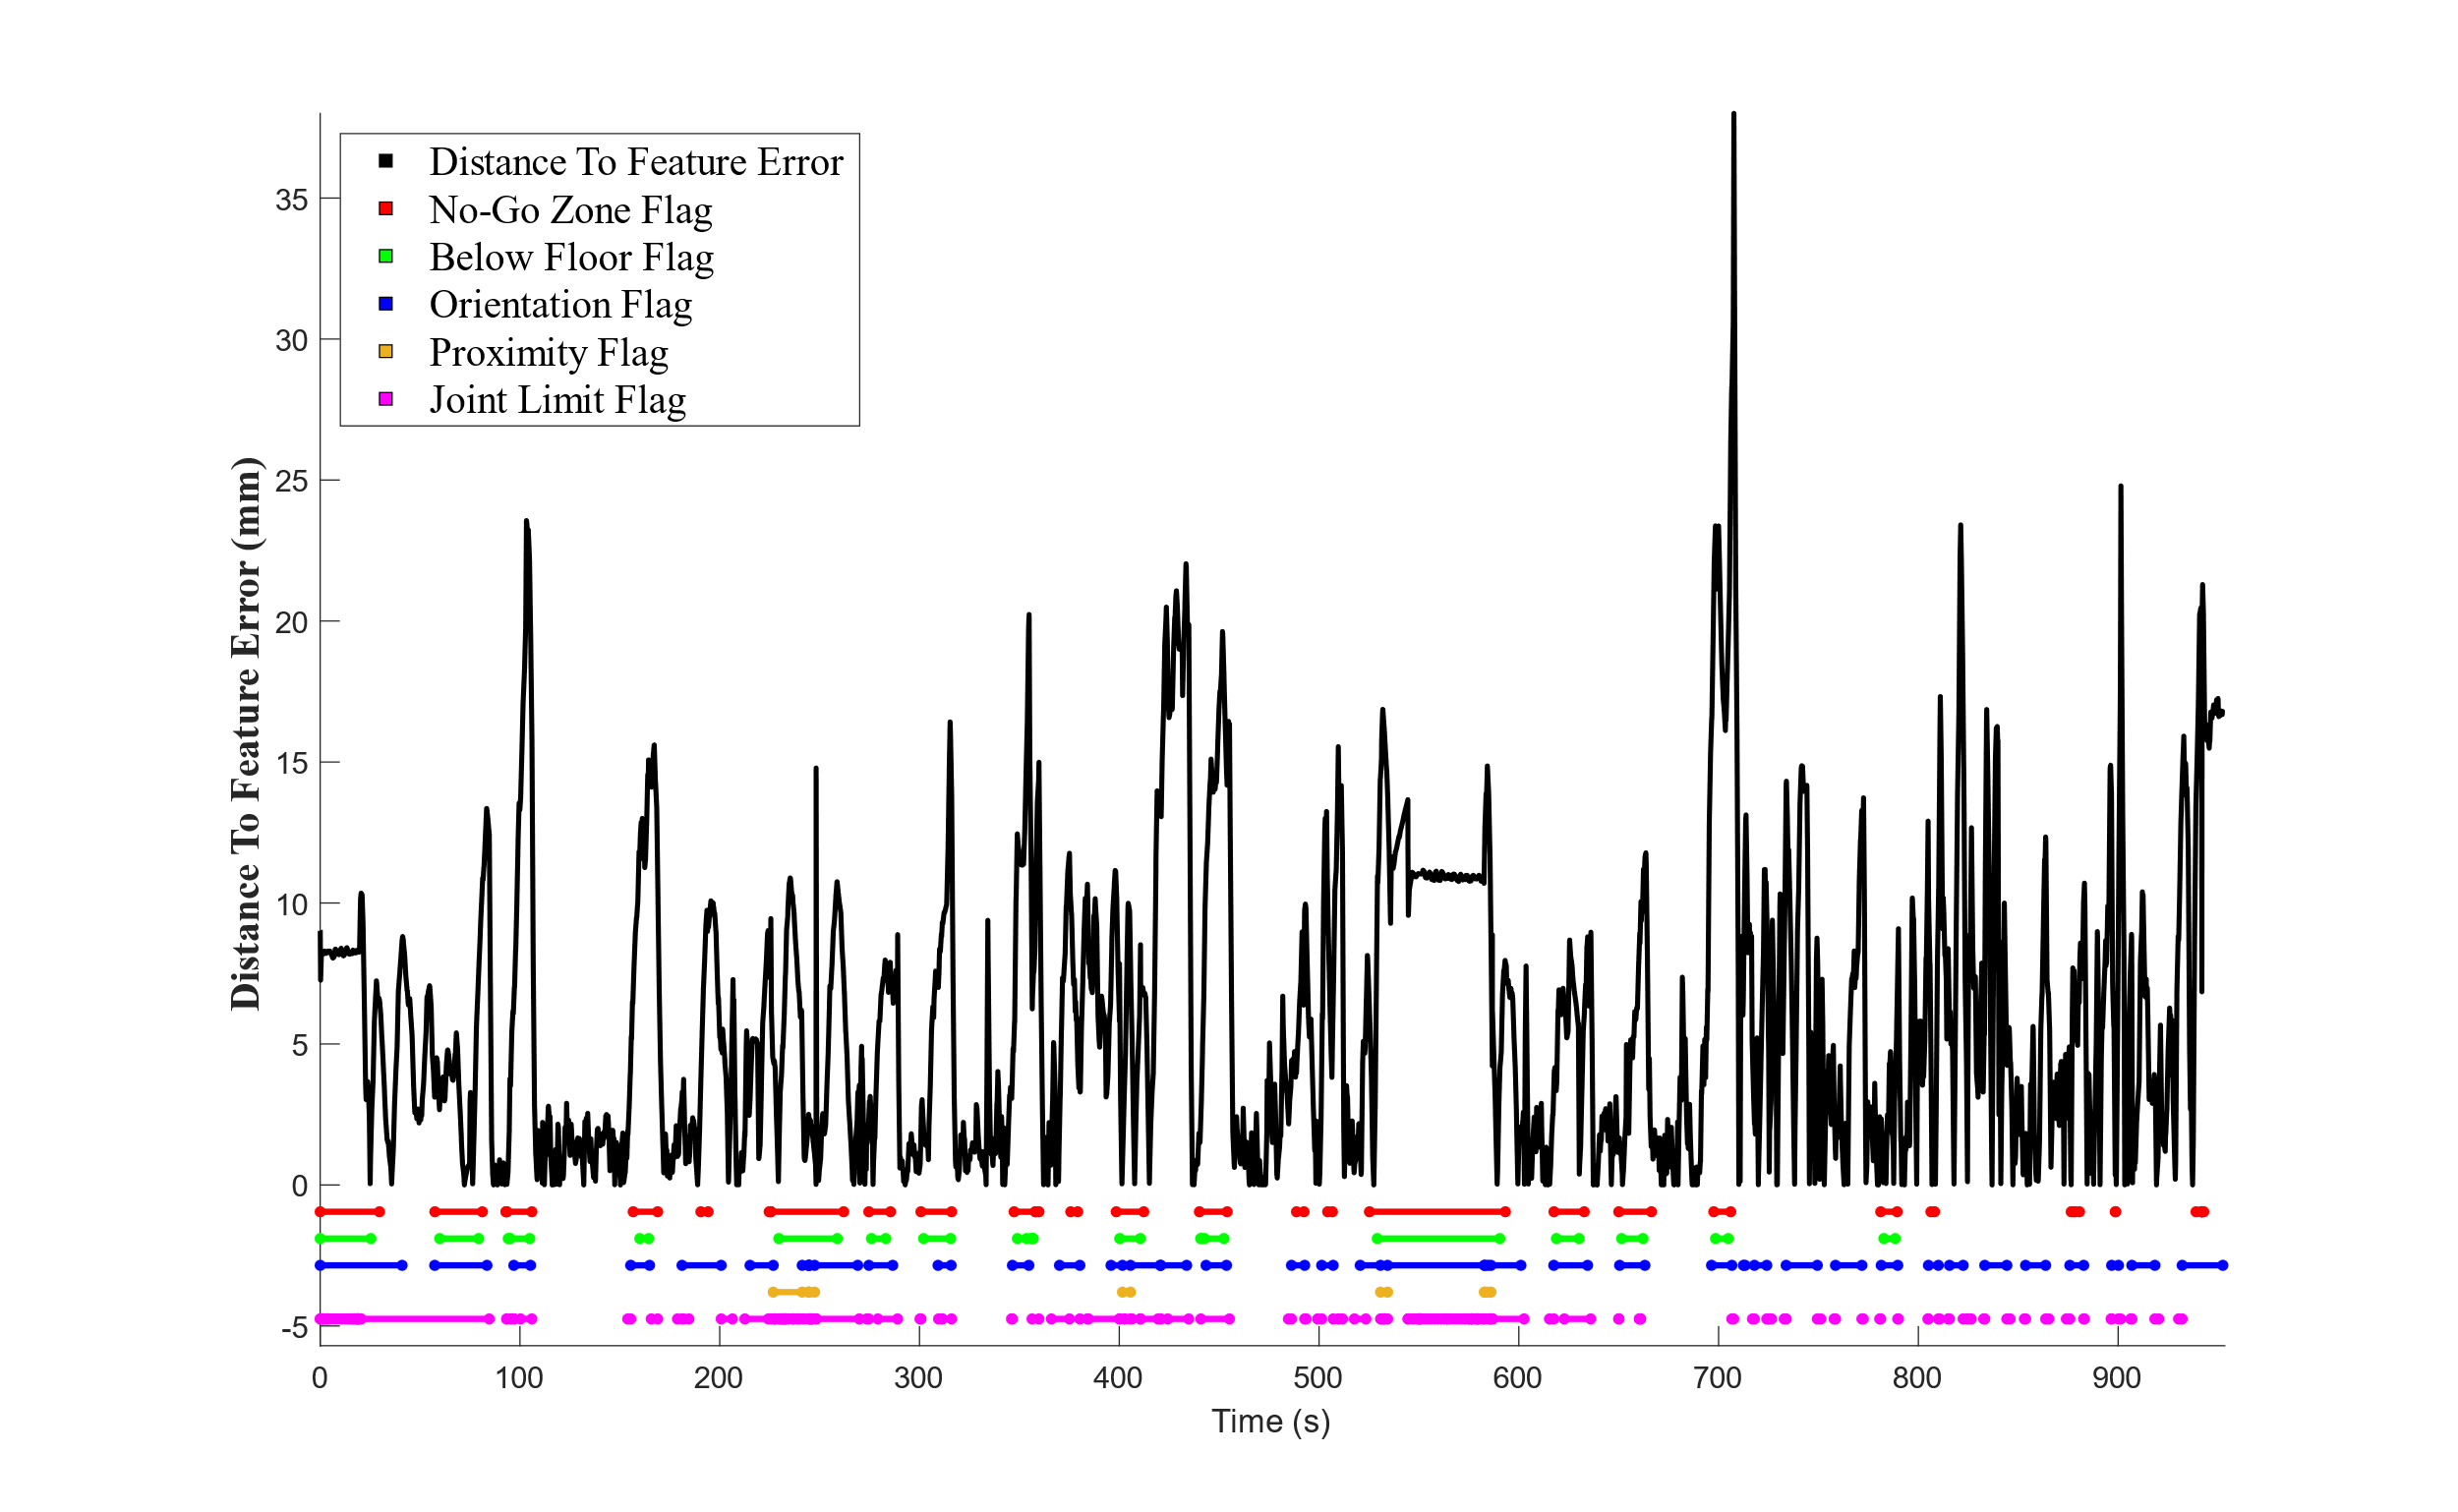 Distance To Feature Error
No-Go Zone Flag
Below Floor Flag
Orientation Flag
Proximity Flag
Joint Limit Flag
Distance To Feature Error (mm)
35
30
25
20
15
10
5
0
-5
0 100 200 300 400 500 600 700 800 900
Time (s)